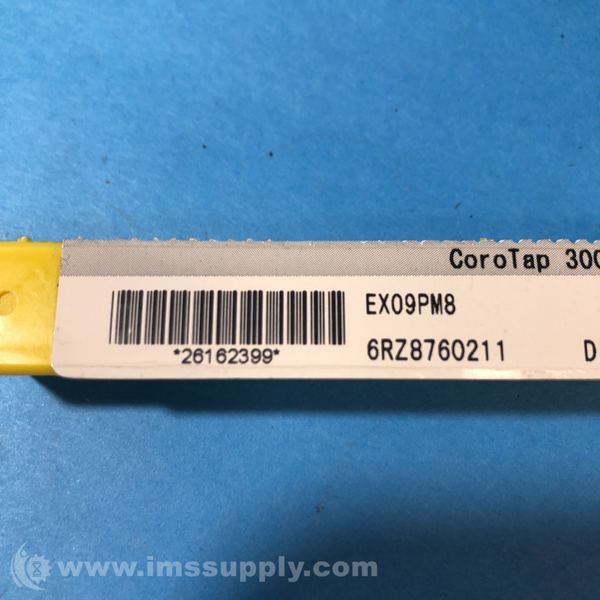 CoroTap 300
EX09PM8
*26162399*
6RZ8760211 D
www.imssupply.com